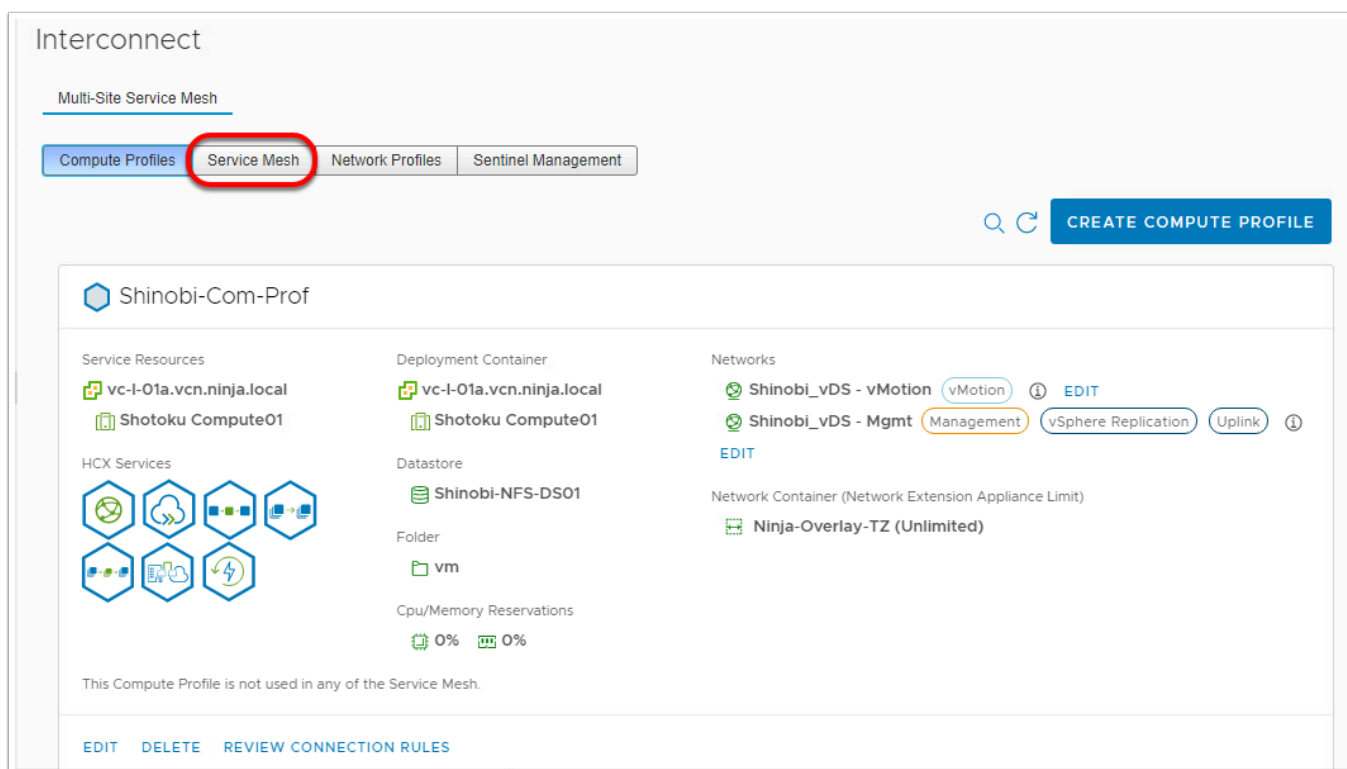 Interconnect
Multi-Site Service Mesh
Compute Profiles Service Mesh Network Profiles Sentinel Management
CREATE COMPUTE PROFILE
Shinobi-Com-Prof
Service Resources
vc-l-01a.vcn.ninja.local
Shotoku Compute01
HCX Services
Deployment Container
vc-l-01a.vcn.ninja.local
Shotoku Compute01
Datastore
Shinobi-NFS-DS01
Folder
vm
Cpu/Memory Reservations
0% 0%
Networks
Shinobi_vDS - vMotion vMotion EDIT
Shinobi_vDS - Mgmt Management vSphere Replication Uplink
EDIT
Network Container (Network Extension Appliance Limit)
Ninja-Overlay-TZ (Unlimited)
This Compute Profile is not used in any of the Service Mesh.
EDIT DELETE REVIEW CONNECTION RULES